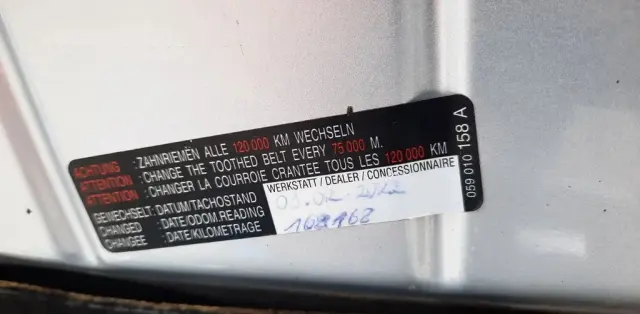 ACHTUNG : ZAHNRIEMEN ALLE 120 000 KM WECHSELN
ATTENTION : CHANGE THE TOOTHED BELT EVERY 75 000 M.
ATTENTION : CHANGER LA COURROIE CRANTEE TOUS LES 120 000 KM
WERKSTATT / DEALER / CONCESSIONNAIRE
GEWECHSELT : DATUM/TACHOSTAND
CHANGED : DATE/ODOM.READING
CHANGEE : DATE/KILOMETRAGE
059 010 158 A